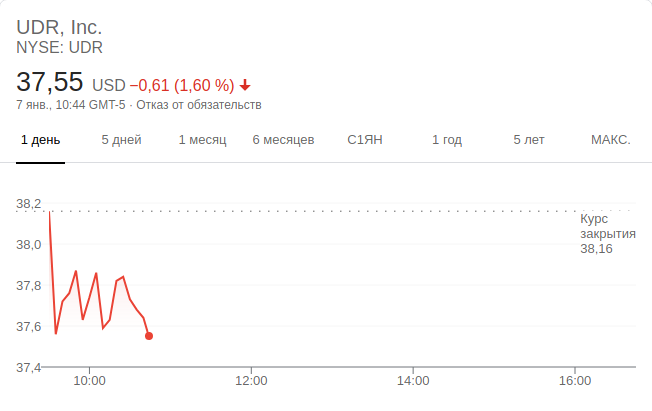 UDR, Inc.
NYSE: UDR
37,55 USD −0,61 (1,60 %)
7 янв., 10:44 GMT-5 · Отказ от обязательств
1 день 5 дней 1 месяц 6 месяцев С1ЯН 1 год 5 лет МАКС.
38,2
Курс
закрытия
38,16
38,0
37,8
37,6
37,4
10:00 12:00 14:00 16:00